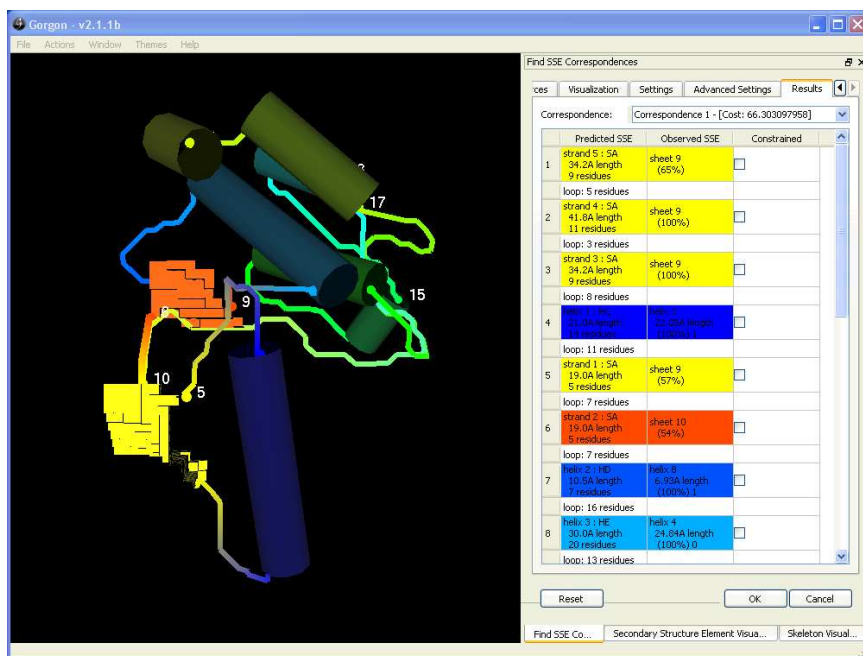 Gorgon - v2.1.1b
File Actions Window Themes Help
Find SSE Correspondences
ces Visualization Settings Advanced Settings Results
Correspondence: Correspondence 1 - [Cost: 66.303097958]
Predicted SSE Observed SSE Constrained
1 strand 5 : SA sheet 9
34.2A length (65%)
9 residues
loop: 5 residues
2 strand 4 : SA sheet 9
41.8A length (100%)
11 residues
loop: 3 residues
3 strand 3 : SA sheet 9
34.2A length (100%)
9 residues
loop: 8 residues
4
loop: 11 residues
5 strand 1 : SA sheet 9
19.0A length (57%)
5 residues
loop: 7 residues
6 strand 2 : SA sheet 10
19.0A length (54%)
5 residues
loop: 7 residues
7 helix 2 : HD helix 8
10.5A length 6.93A length
7 residues (100%) 1
loop: 16 residues
8 helix 3 : HE helix 4
30.0A length 24.84A length
20 residues (100%) 0
loop: 13 residues
17
15
9
10
5
Reset OK Cancel
Find SSE Co... Secondary Structure Element Visua... Skeleton Visual...